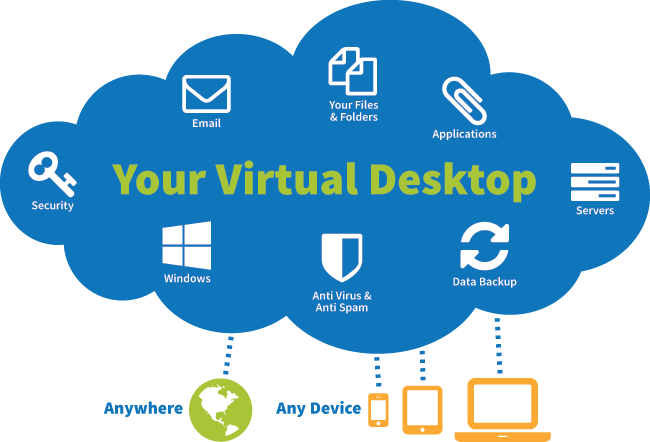 Email
Your Files
& Folders
Applications
Security
Your Virtual Desktop
Servers
Windows
Anti Virus &
Anti Spam
Data Backup
Anywhere
Any Device